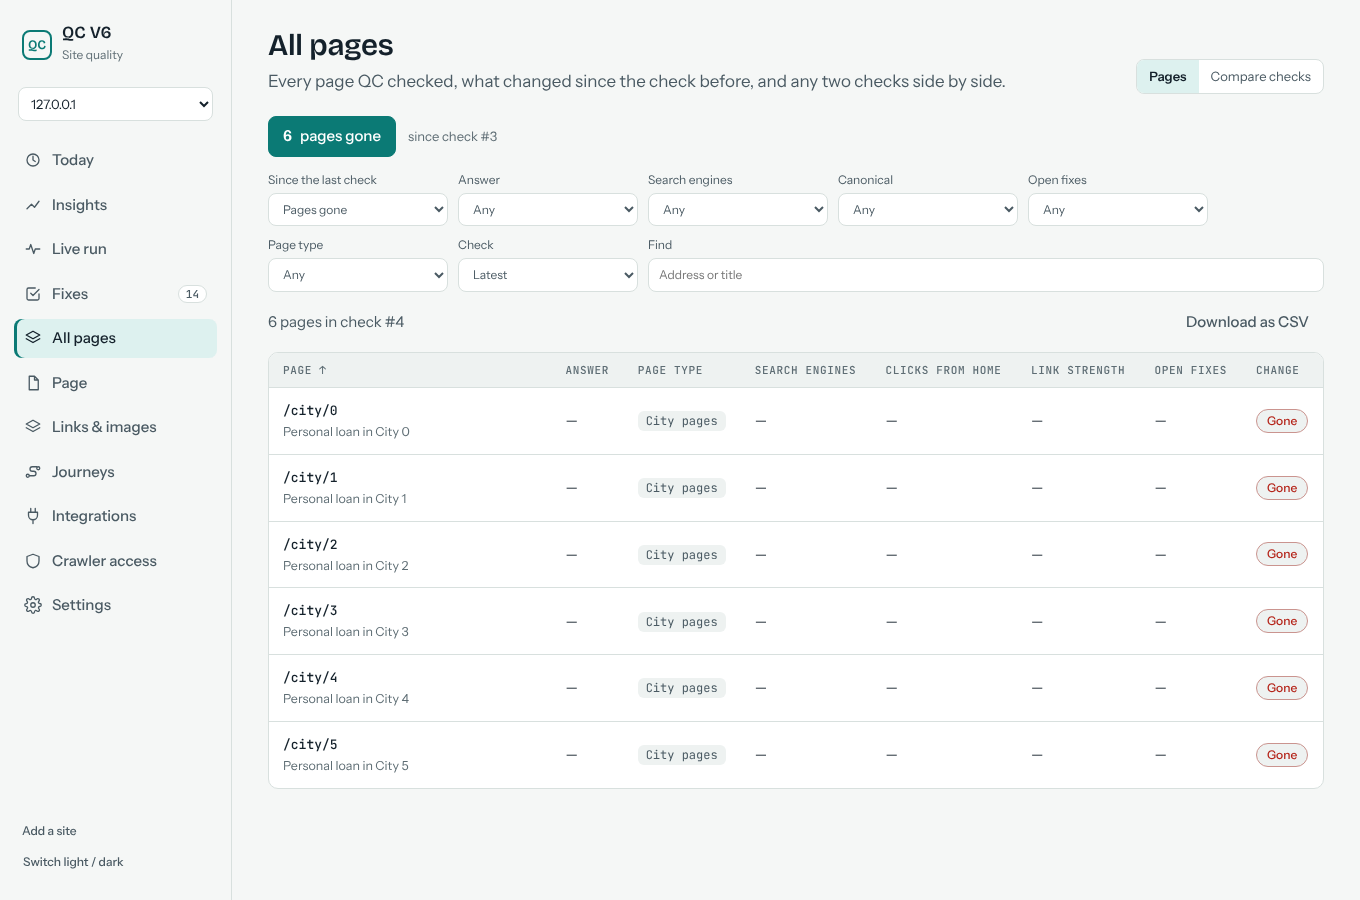 QC
QC V6
Site quality
127.0.0.1
Today
Insights
Live run
Fixes 14
All pages
Page
Links & images
Journeys
Integrations
Crawler access
Settings
Add a site
Switch light / dark
All pages
Every page QC checked, what changed since the check before, and any two checks side by side.
Pages Compare checks
6 pages gone since check #3
Since the last check Answer Search engines Canonical Open fixes
Pages gone Any Any Any Any
Page type Check Find
Any Latest Address or title
6 pages in check #4 Download as CSV
PAGE ↑ ANSWER PAGE TYPE SEARCH ENGINES CLICKS FROM HOME LINK STRENGTH OPEN FIXES CHANGE
/city/0
Personal loan in City 0
— City pages — — — — Gone
/city/1
Personal loan in City 1
— City pages — — — — Gone
/city/2
Personal loan in City 2
— City pages — — — — Gone
/city/3
Personal loan in City 3
— City pages — — — — Gone
/city/4
Personal loan in City 4
— City pages — — — — Gone
/city/5
Personal loan in City 5
— City pages — — — — Gone